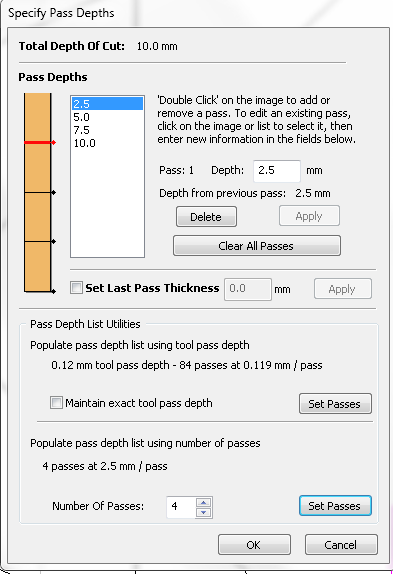 Specify Pass Depths
Total Depth Of Cut: 10.0 mm
Pass Depths
2.5
5.0
7.5
10.0
'Double Click' on the image to add or
remove a pass. To edit an existing pass,
click on the image or list to select it, then
enter new information in the fields below.
Pass: 1 Depth: 2.5 mm
Depth from previous pass: 2.5 mm
Delete Apply
Clear All Passes
Set Last Pass Thickness 0.0 mm Apply
Pass Depth List Utilities
Populate pass depth list using tool pass depth
0.12 mm tool pass depth - 84 passes at 0.119 mm / pass
Maintain exact tool pass depth Set Passes
Populate pass depth list using number of passes
4 passes at 2.5 mm / pass
Number Of Passes: 4 Set Passes
OK Cancel